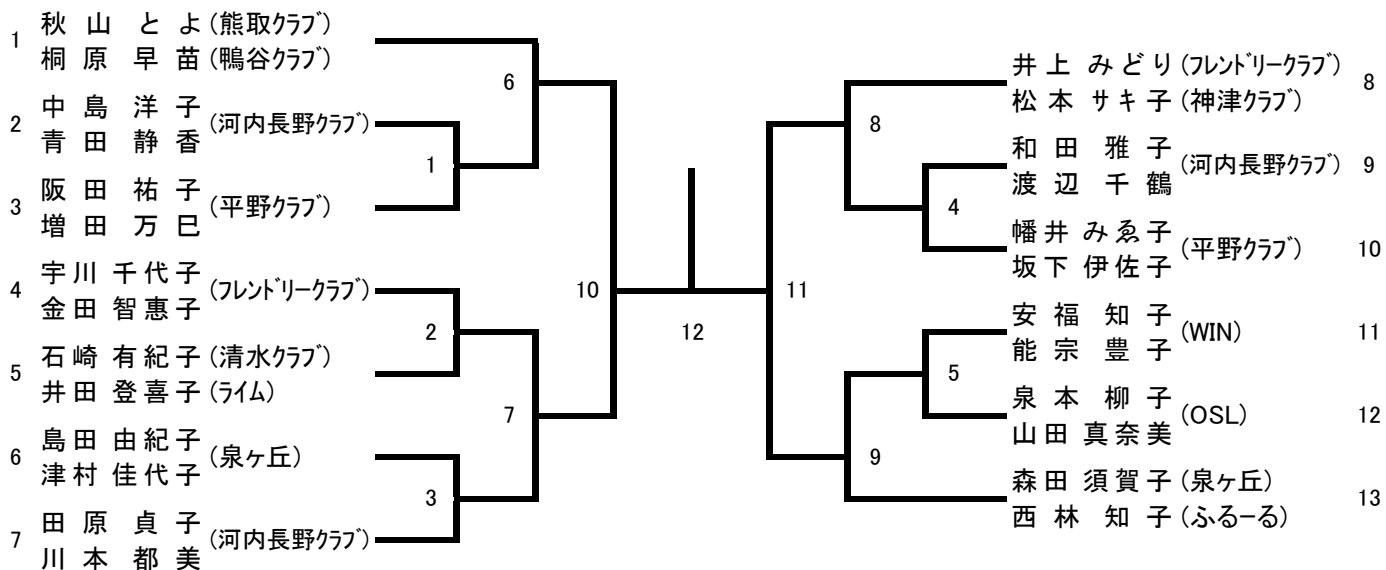 1 秋山とよ (熊取クラブ)
桐原早苗 (鴨谷クラブ)
2 中島洋子 (河内長野クラブ)
青田静香
3 阪田祐子 (平野クラブ)
増田万巳
4 宇川千代子 (フレンドリークラブ)
金田智惠子
5 石崎有紀子 (清水クラブ)
井田登喜子 (ライム)
6 島田由紀子 (泉ヶ丘)
津村佳代子
7 田原貞子 (河内長野クラブ)
川本都美
6
1
2
7
3
10
12
11
8
4
5
9
井上みどり (フレンドリークラブ) 8
松本サキ子 (神津クラブ)
和田雅子 (河内長野クラブ) 9
渡辺千鶴
幡井みゑ子 (平野クラブ) 10
坂下伊佐子
安福知子 (WIN) 11
能宗豊子
泉本柳子 (OSL) 12
山田真奈美
森田須賀子 (泉ヶ丘) 13
西林知子 (ふるーる)